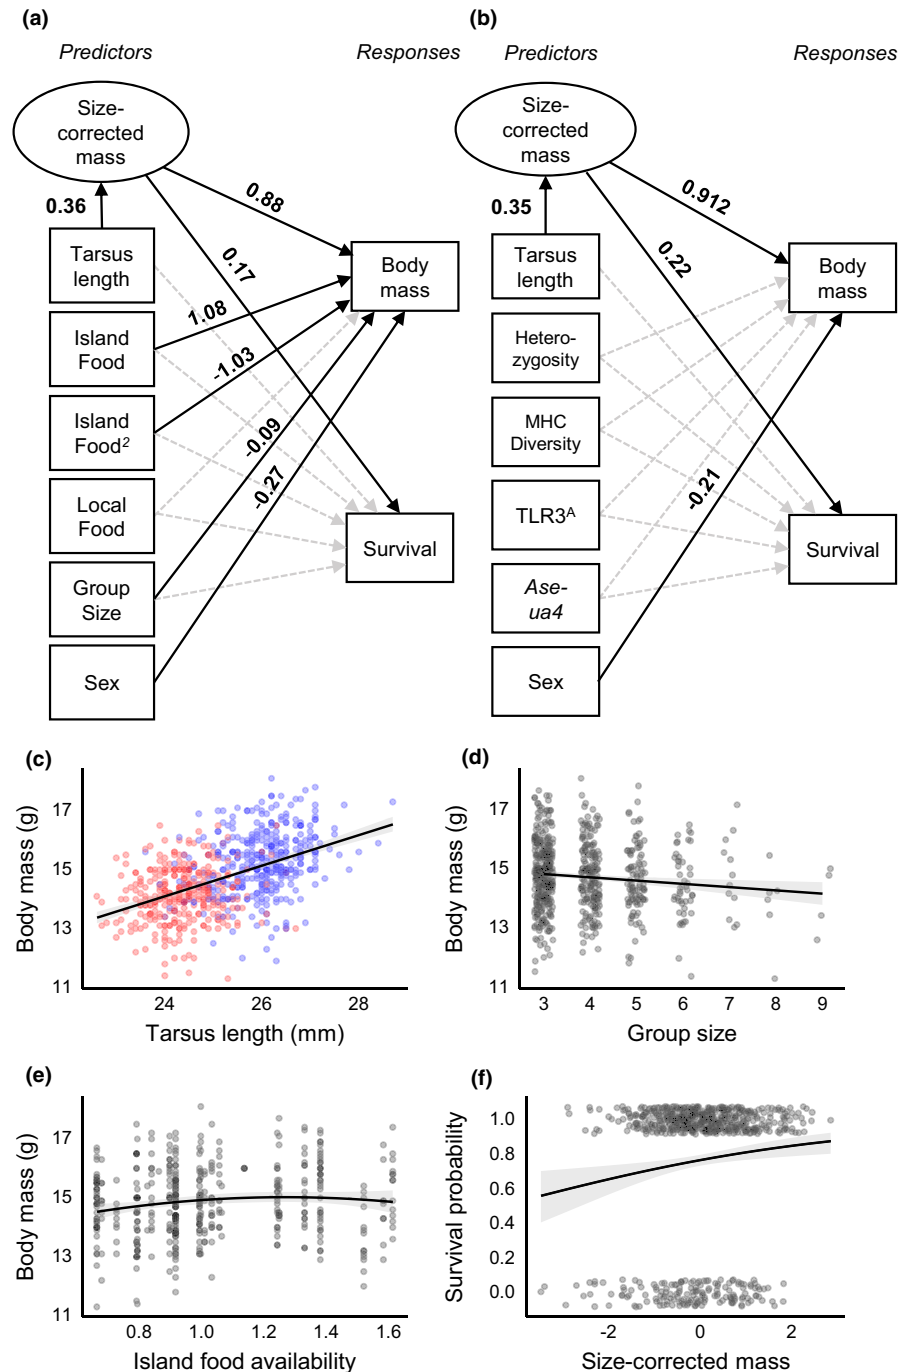 (a)
Predictors
Responses
Size-
corrected
mass
0.36
0.88
0.17
Tarsus
length
Body
mass
1.08
Island
Food
-1.03
Island
Food2
-0.09
-0.27
Local
Food
Survival
Group
Size
Sex
(b)
Predictors
Responses
Size-
corrected
mass
0.35
0.912
0.22
Tarsus
length
Body
mass
Hetero-
zygosity
MHC
Diversity
-0.21
TLR3A
Survival
Ase-
ua4
Sex
(c)
Body mass (g)
17
15
13
11
24 26 28
Tarsus length (mm)
(d)
Body mass (g)
17
15
13
11
3 4 5 6 7 8 9
Group size
(e)
Body mass (g)
17
15
13
11
0.8 1.0 1.2 1.4 1.6
Island food availability
(f)
Survival probability
1.0
0.8
0.6
0.4
0.2
0.0
-2 0 2
Size-corrected mass